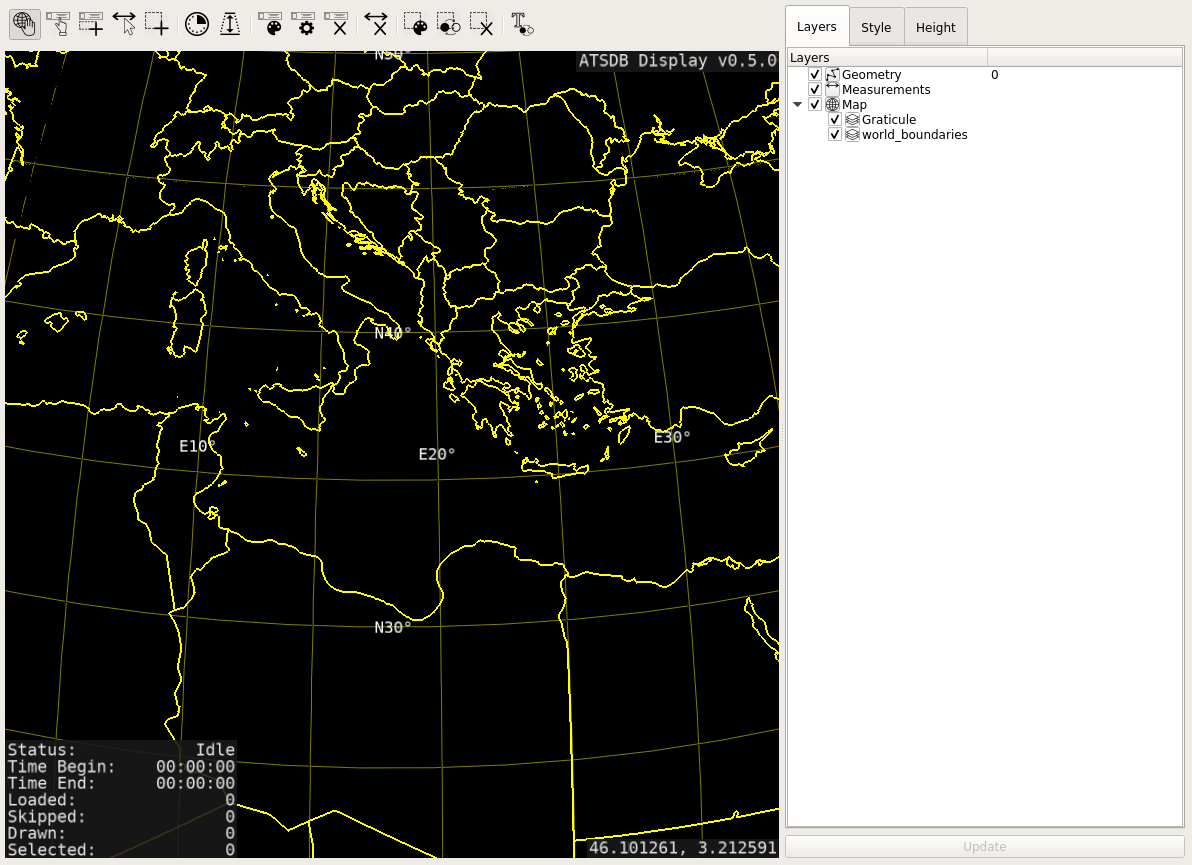 Layers Style Height
Layers
Geometry 0
Measurements
Map
Graticule
world_boundaries
ATSDB Display v0.5.0
N50°
N40°
E10° E20° E30°
N30°
Status: Idle
Time Begin: 00:00:00
Time End: 00:00:00
Loaded: 0
Skipped: 0
Drawn: 0
Selected: 0
46.101261, 3.212591
Update